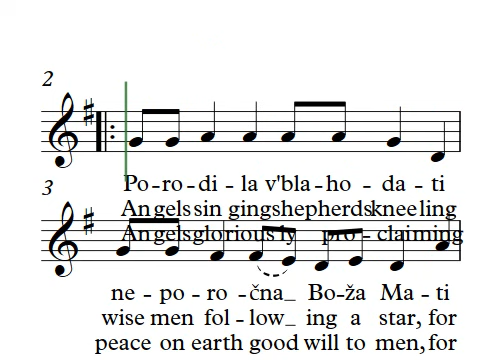 2
Po-ro-di-la v'bla-ho-da-ti
Angels singing shepherds kneeling
Angels gloriously pro-claiming
3
ne-po-ro-čna_ Bo-ža Ma-ti
wise men fol-low_ ing a star, for
peace on earth good will to men, for